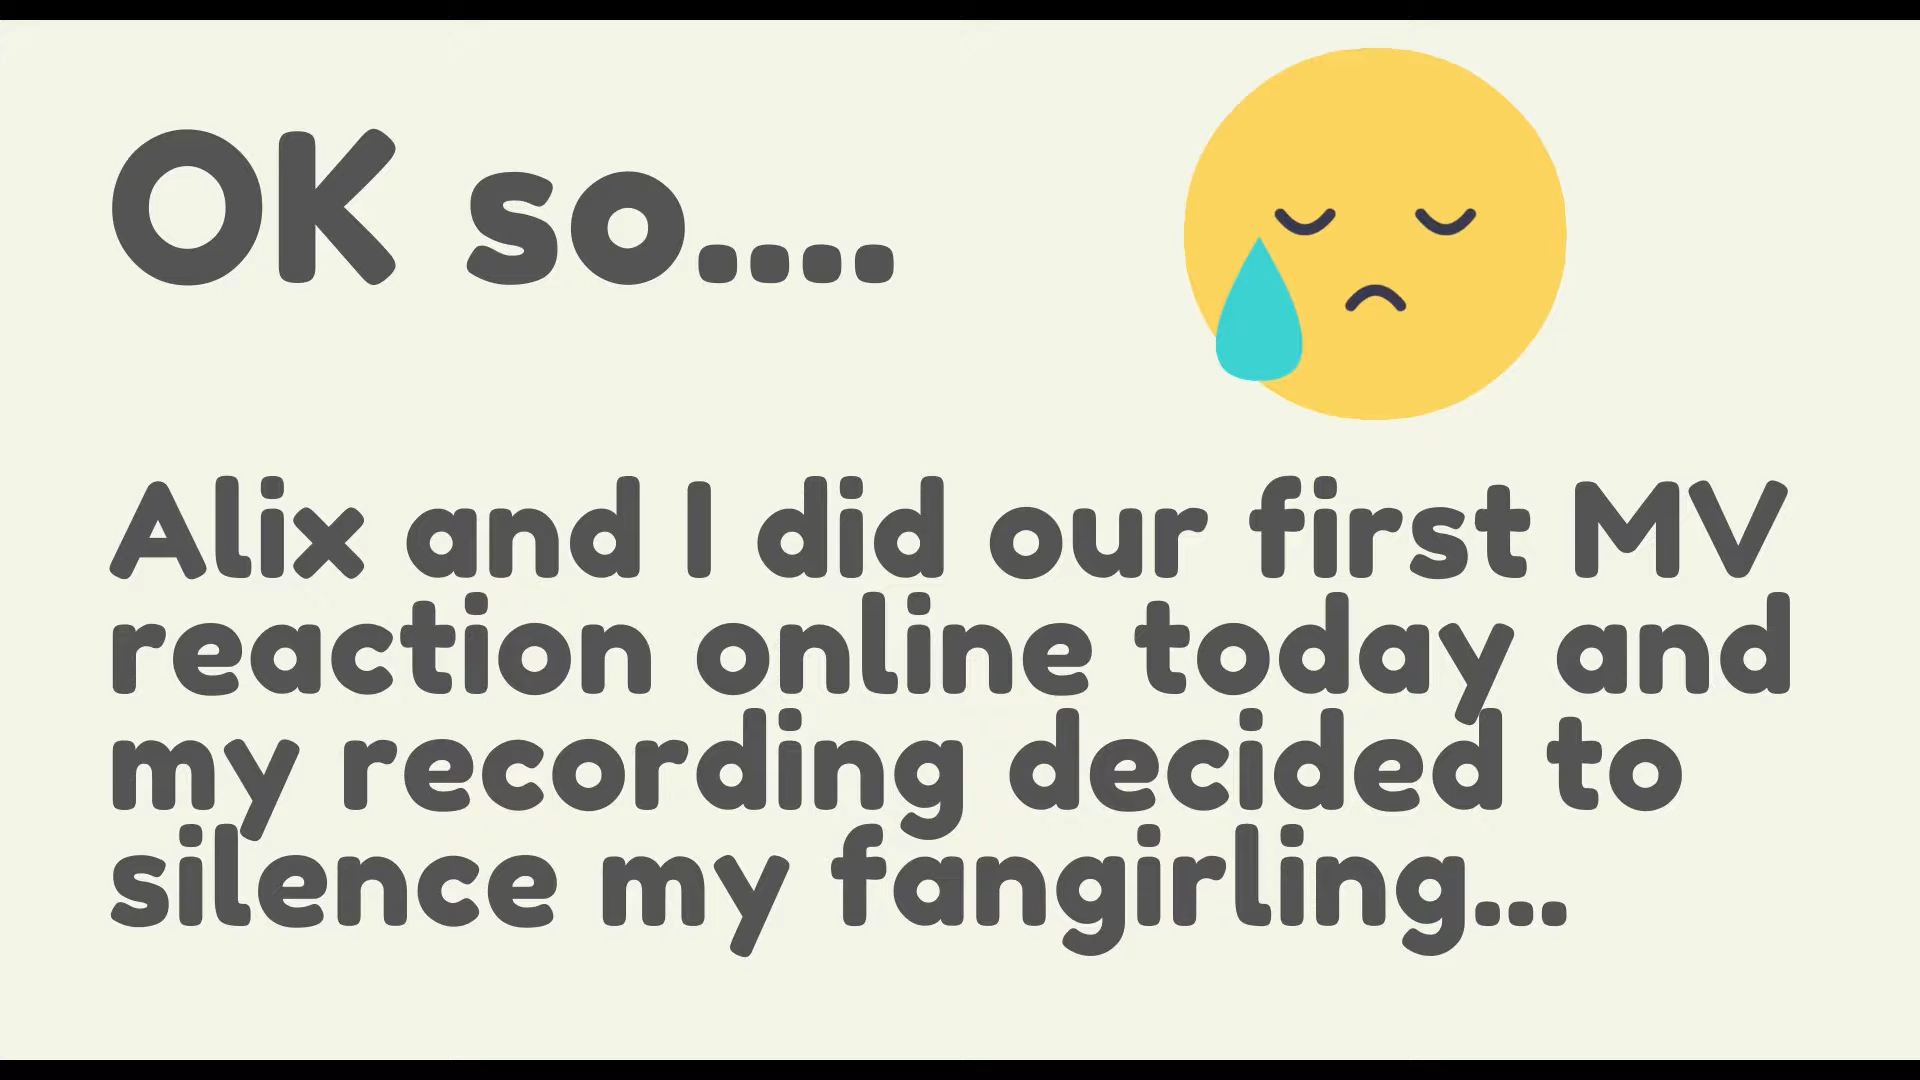 OK so....
Alix and I did our first MV
reaction online today and
my recording decided to
silence my fangirling...